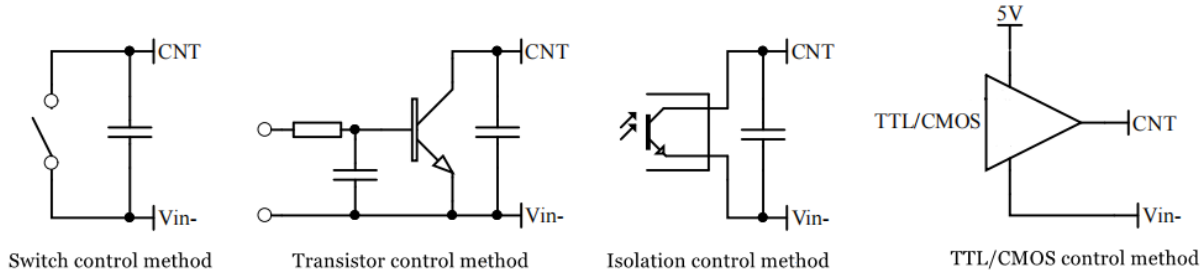 5V
CNT
CNT
CNT
TTL/CMOS
CNT
Vin-
Vin-
Vin-
Vin-
Switch control method
Transistor control method
Isolation control method
TTL/CMOS control method